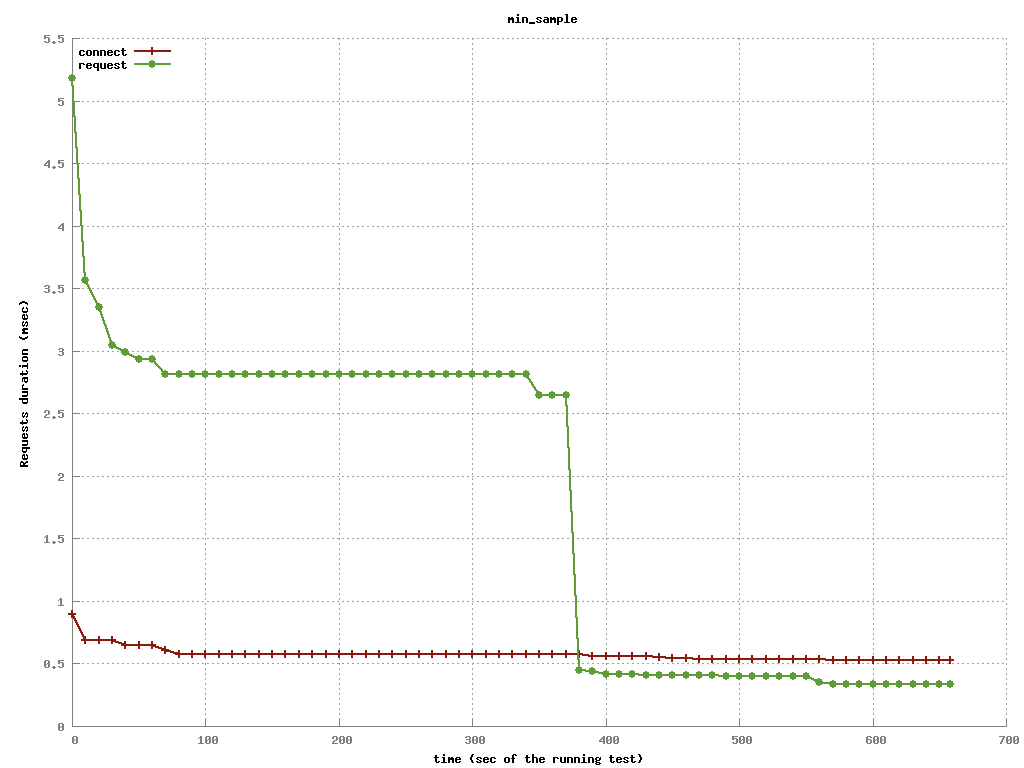 min_sample
connect
request
5.5
5
4.5
4
3.5
3
2.5
2
1.5
1
0.5
0
0 100 200 300 400 500 600 700
Requests duration (msec)
time (sec of the running test)